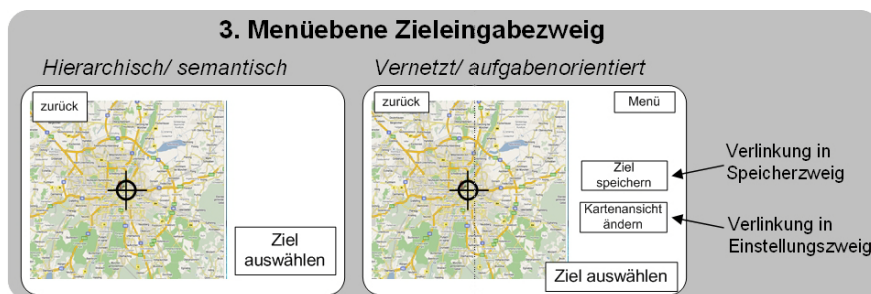 3. Menüebene Zieleingabezweig
Hierarchisch/ semantisch
zurück
Ziel
auswählen
Vernetzt/ aufgabenorientiert
zurück
Menü
Ziel
speichern
Kartenansicht
ändern
Ziel auswählen
Verlinkung in
Speicherzweig
Verlinkung in
Einstellungszweig